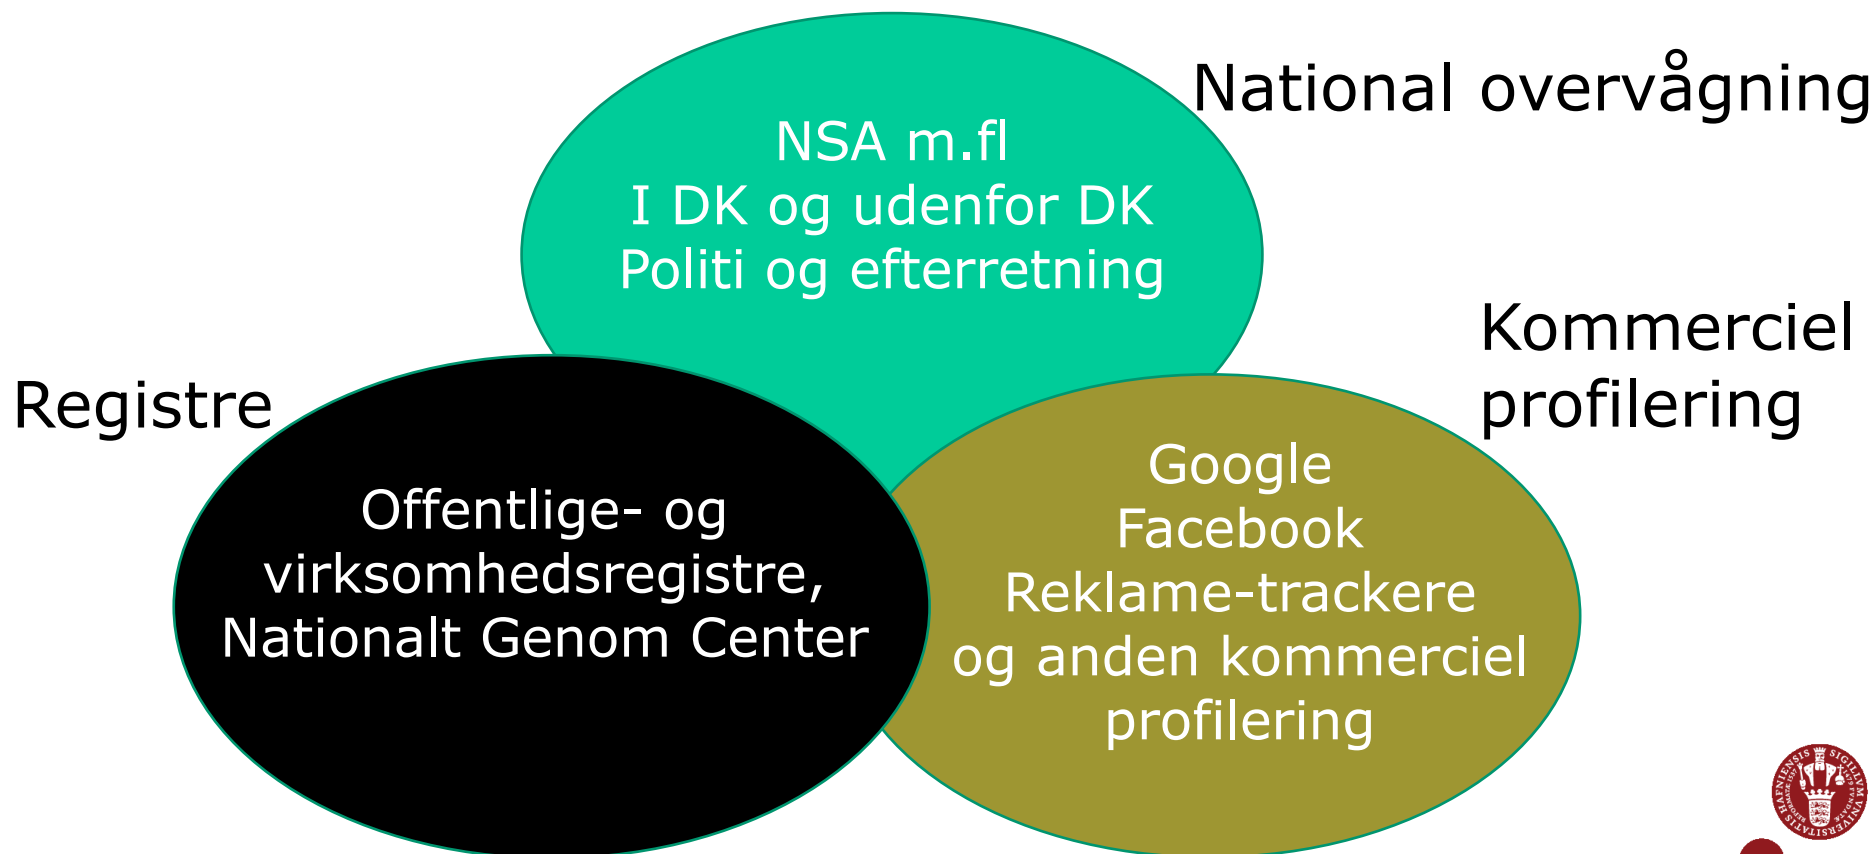 National overvågning
NSA m.fl
I DK og udenfor DK
Politi og efterretning
Kommerciel
profilering
Registre
Google
Facebook
Reklame-trackere
og anden kommerciel
profilering
Offentlige- og
virksomhedsregistre,
Nationalt Genom Center